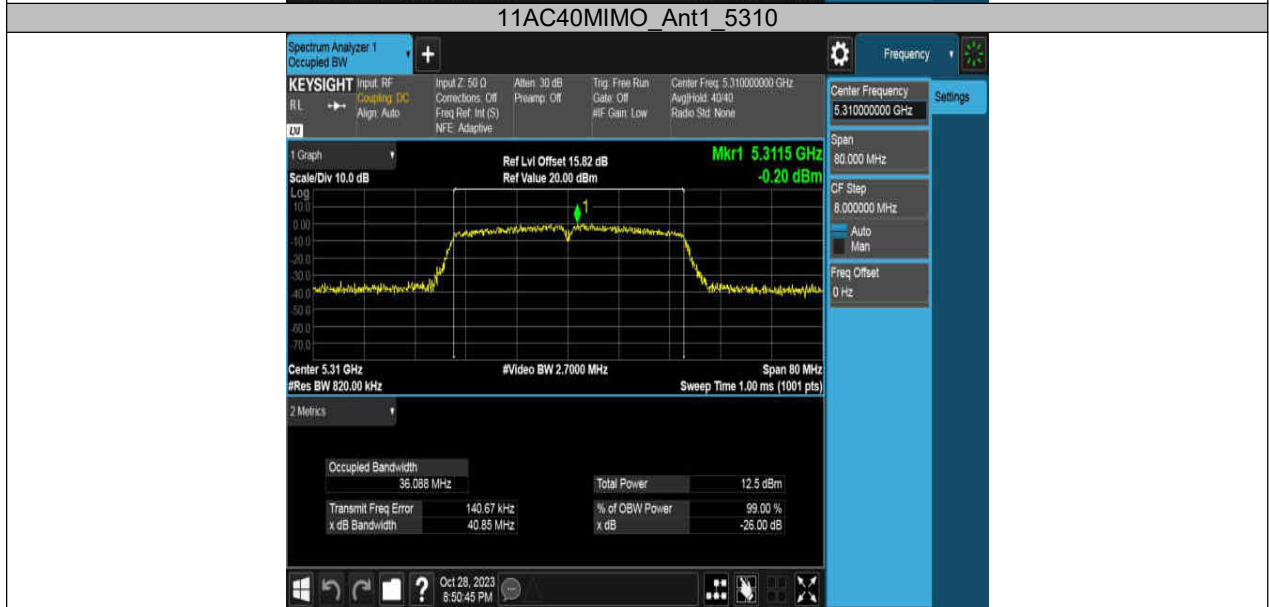 11AC40MIMO_Ant1_5310
Spectrum Analyzer 1
Occupied BW
+
Frequency
KEYSIGHT
RL
LXI
Input: RF
Coupling: DC
Align: Auto
Input Z: 50 Ω
Corrections: Off
Freq Ref: Int (S)
NFE: Adaptive
Atten: 30 dB
Preamp: Off
Trig: Free Run
Gate: Off
#IF Gain: Low
Center Freq: 5.310000000 GHz
Avg|Hold: 40/40
Radio Std: None
Center Frequency
5.310000000 GHz
Settings
Span
80.000 MHz
CF Step
8.000000 MHz
Auto
Man
Freq Offset
0 Hz
1 Graph
Scale/Div 10.0 dB
Ref Lvl Offset 15.82 dB
Ref Value 20.00 dBm
Mkr1 5.3115 GHz
-0.20 dBm
Log
10.0
0.00
-10.0
-20.0
-30.0
-40.0
-50.0
-60.0
-70.0
1
Center 5.31 GHz
#Video BW 2.7000 MHz
Span 80 MHz
#Res BW 820.00 kHz
Sweep Time 1.00 ms (1001 pts)
2 Metrics
Occupied Bandwidth
36.088 MHz
Total Power 12.5 dBm
Transmit Freq Error 140.67 kHz
% of OBW Power 99.00 %
x dB Bandwidth 40.85 MHz
x dB -26.00 dB
?
Oct 28, 2023
8:50:45 PM